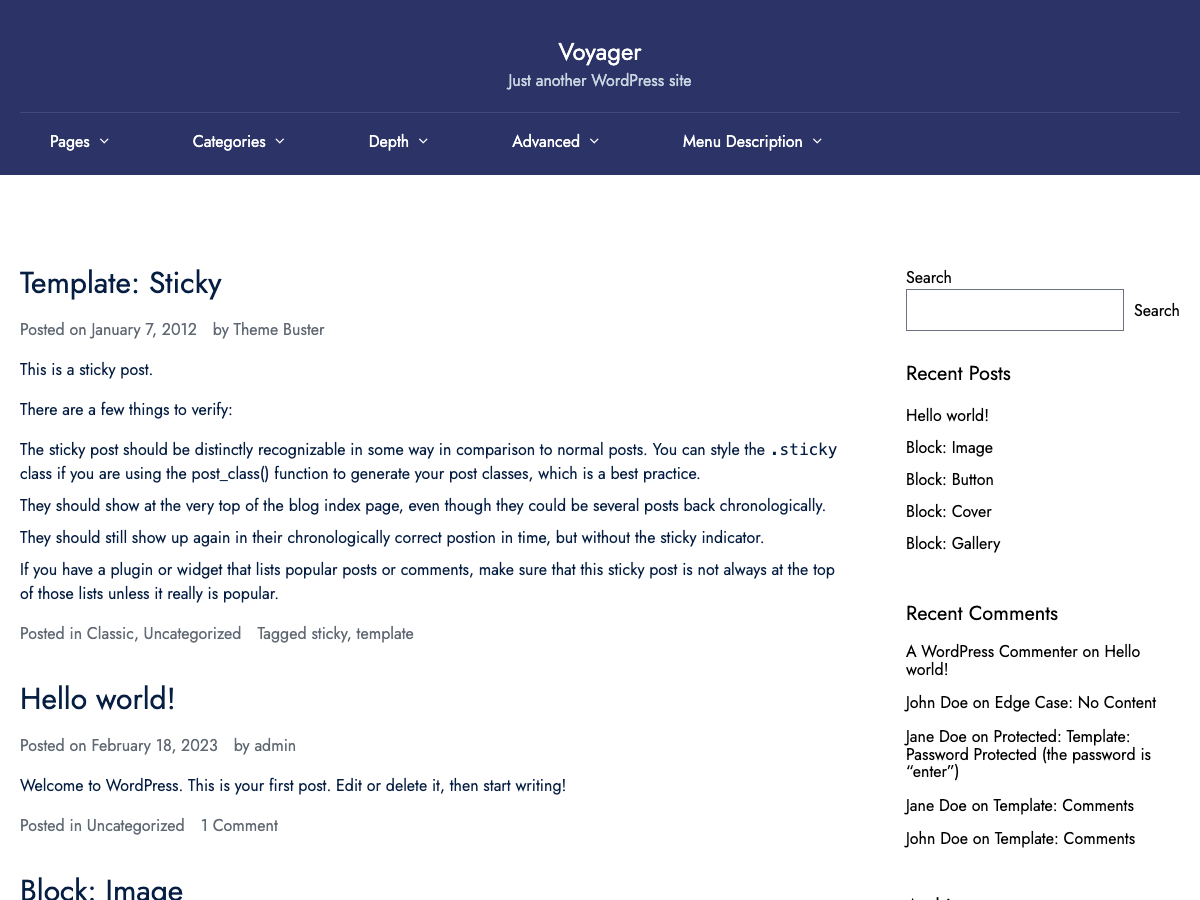 Voyager
Just another WordPress site
Pages
Categories
Depth
Advanced
Menu Description
Template: Sticky
Posted on January 7, 2012 by Theme Buster
This is a sticky post.
There are a few things to verify:
The sticky post should be distinctly recognizable in some way in comparison to normal posts. You can style the .sticky
class if you are using the post_class() function to generate your post classes, which is a best practice.
They should show at the very top of the blog index page, even though they could be several posts back chronologically.
They should still show up again in their chronologically correct postion in time, but without the sticky indicator.
If you have a plugin or widget that lists popular posts or comments, make sure that this sticky post is not always at the top
of those lists unless it really is popular.
Posted in Classic, Uncategorized Tagged sticky, template
Hello world!
Posted on February 18, 2023 by admin
Welcome to WordPress. This is your first post. Edit or delete it, then start writing!
Posted in Uncategorized 1 Comment
Block: Image
Search
Search
Recent Posts
Hello world!
Block: Image
Block: Button
Block: Cover
Block: Gallery
Recent Comments
A WordPress Commenter on Hello
world!
John Doe on Edge Case: No Content
Jane Doe on Protected: Template:
Password Protected (the password is
“enter”)
Jane Doe on Template: Comments
John Doe on Template: Comments